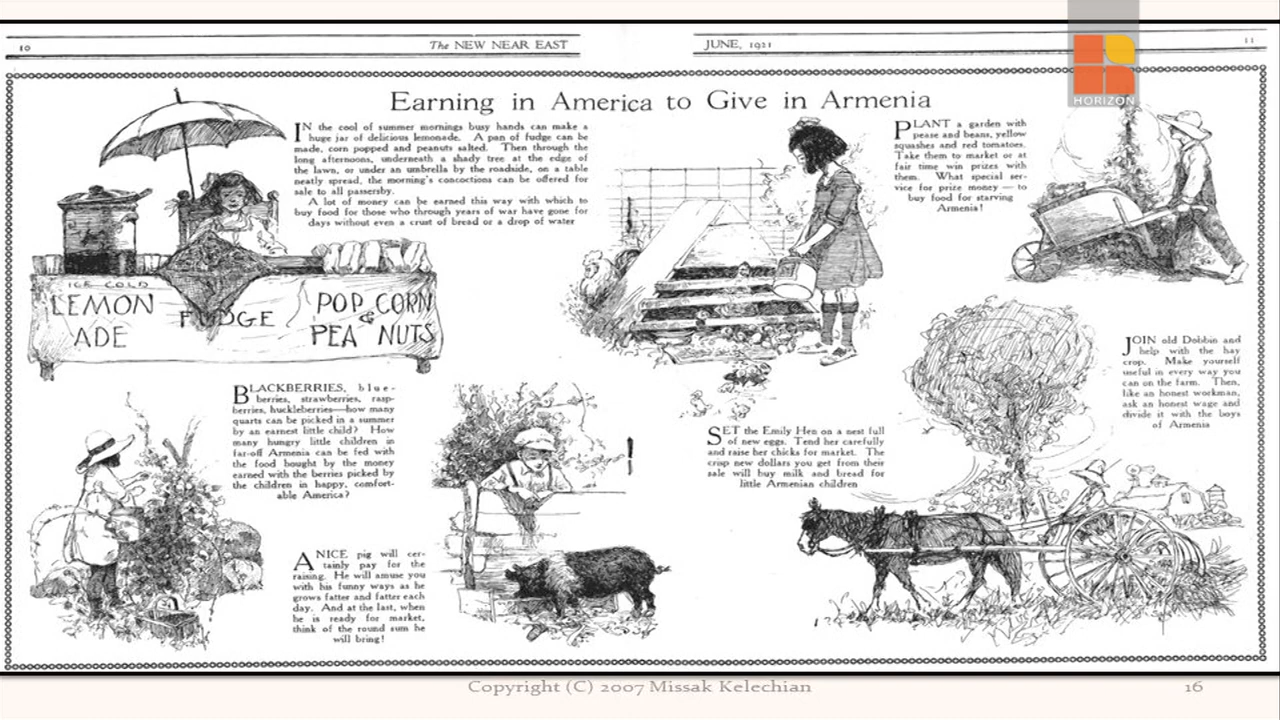 10
The NEW NEAR EAST
JUNE, 1921
11
HORIZON
Earning in America to Give in Armenia
IN the cool of summer mornings busy hands can make a
huge jar of delicious lemonade. A pan of fudge can be
made, corn popped and peanuts salted. Then through the
long afternoons, underneath a shady tree at the edge of
the lawn, or under an umbrella by the roadside, on a table
neatly spread, the morning's concoctions can be offered for
sale to all passersby.
A lot of money can be earned this way with which to
buy food for those who through years of war have gone for
days without even a crust of bread or a drop of water
ICE COLD
LEMON
ADE
FUDGE
POP CORN
&
PEA NUTS
PLANT a garden with
pease and beans, yellow
squashes and red tomatoes.
Take them to market or at
fair time win prizes with
them. What special ser-
vice for prize money — to
buy food for starving
Armenia!
BLACKBERRIES, blue-
berries, strawberries, rasp-
berries, huckleberries—how many
quarts can be picked in a summer
by an earnest little child? How
many hungry little children in
far-off Armenia can be fed with
the food bought by the money
earned with the berries picked by
the children in happy, comfort-
able America?
A NICE pig will cer-
tainly pay for the
raising. He will amuse you
with his funny ways as he
grows fatter and fatter each
day. And at the last, when
he is ready for market,
think of the round sum he
will bring!
SET the Emily Hen on a nest full
of new eggs. Tend her carefully
and raise her chicks for market. The
crisp new dollars you get from their
sale will buy milk and bread for
little Armenian children
JOIN old Dobbin and
help with the hay
crop. Make yourself
useful in every way you
can on the farm. Then,
like an honest workman,
ask an honest wage and
divide it with the boys
of Armenia
Copyright (C) 2007 Missak Kelechian
16